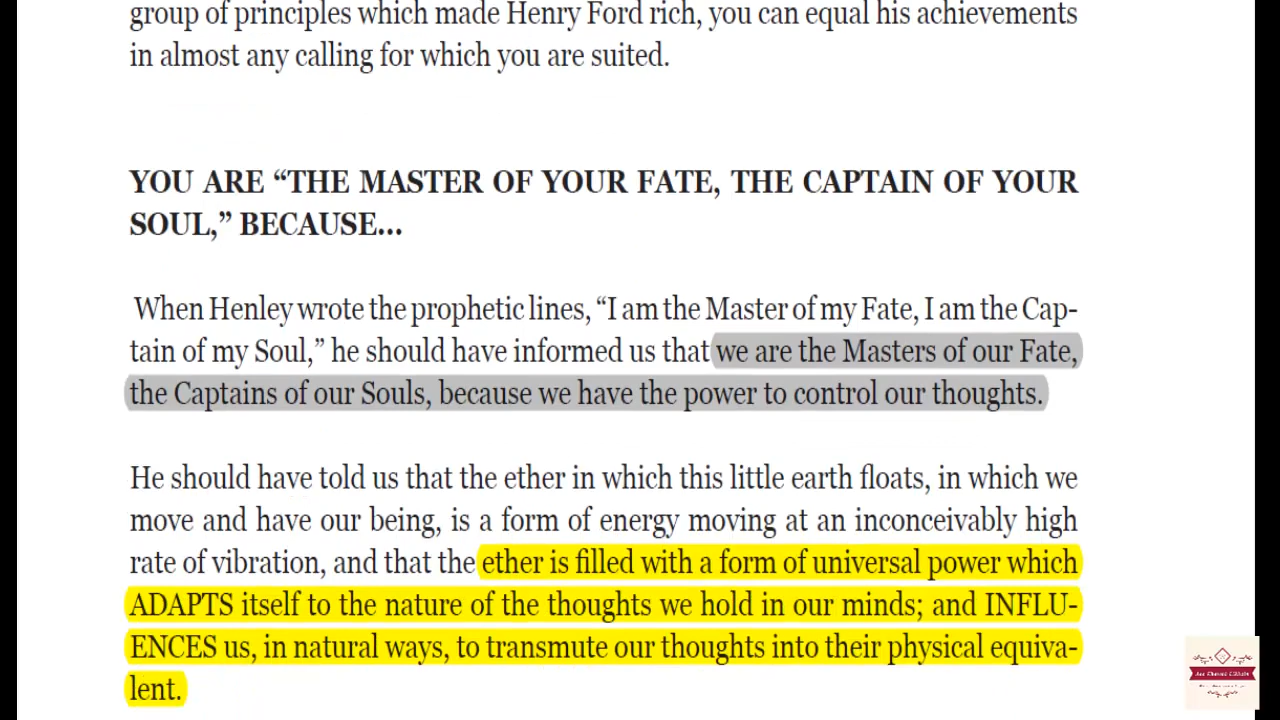 group of principles which made Henry Ford rich, you can equal his achievements
in almost any calling for which you are suited.
YOU ARE “THE MASTER OF YOUR FATE, THE CAPTAIN OF YOUR
SOUL,” BECAUSE...
When Henley wrote the prophetic lines, “I am the Master of my Fate, I am the Cap-
tain of my Soul,” he should have informed us that we are the Masters of our Fate,
the Captains of our Souls, because we have the power to control our thoughts.
He should have told us that the ether in which this little earth floats, in which we
move and have our being, is a form of energy moving at an inconceivably high
rate of vibration, and that the ether is filled with a form of universal power which
ADAPTS itself to the nature of the thoughts we hold in our minds; and INFLU-
ENCES us, in natural ways, to transmute our thoughts into their physical equiva-
lent.